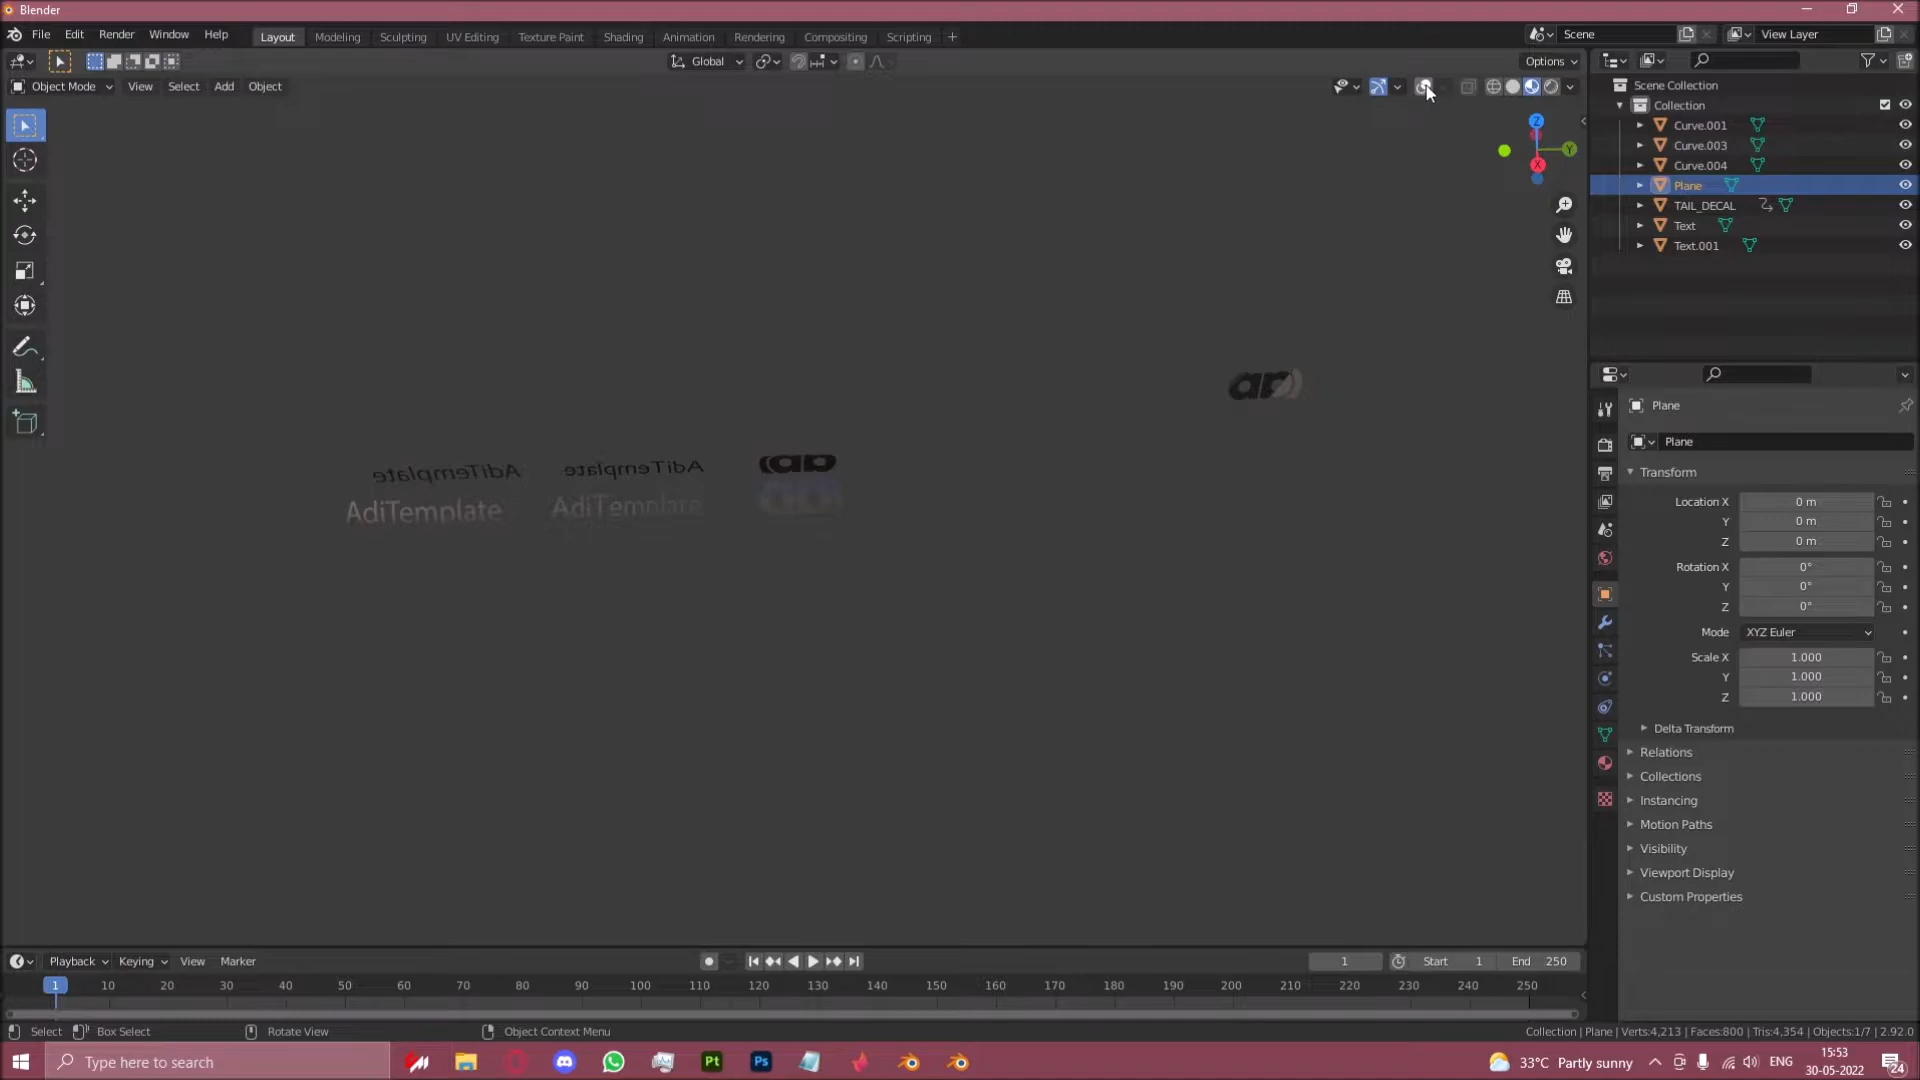 Blender
File Edit Render Window Help
Layout Modeling Sculpting UV Editing Texture Paint Shading Animation Rendering Compositing Scripting +
Scene
View Layer
Global
Options
Object Mode View Select Add Object
Z
Y
X
Scene Collection
Collection
Curve.001
Curve.003
Curve.004
Plane
TAIL_DECAL
Text
Text.001
AdiTemplate AdiTemplate
AdiTemplate AdiTemplate
Plane
Plane
Transform
Location X 0 m
Y 0 m
Z 0 m
Rotation X 0°
Y 0°
Z 0°
Mode XYZ Euler
Scale X 1.000
Y 1.000
Z 1.000
Delta Transform
Relations
Collections
Instancing
Motion Paths
Visibility
Viewport Display
Custom Properties
Playback Keying View Marker
1 Start 1 End 250
1 10 20 30 40 50 60 70 80 90 100 110 120 130 140 150 160 170 180 190 200 210 220 230 240 250
Select Box Select Rotate View Object Context Menu
Collection | Plane | Verts:4,213 | Faces:800 | Tris:4,354 | Objects:1/7 | 2.92.0
Type here to search
Pt
Ps
33°C Partly sunny
ENG
15:53
30-05-2022
24